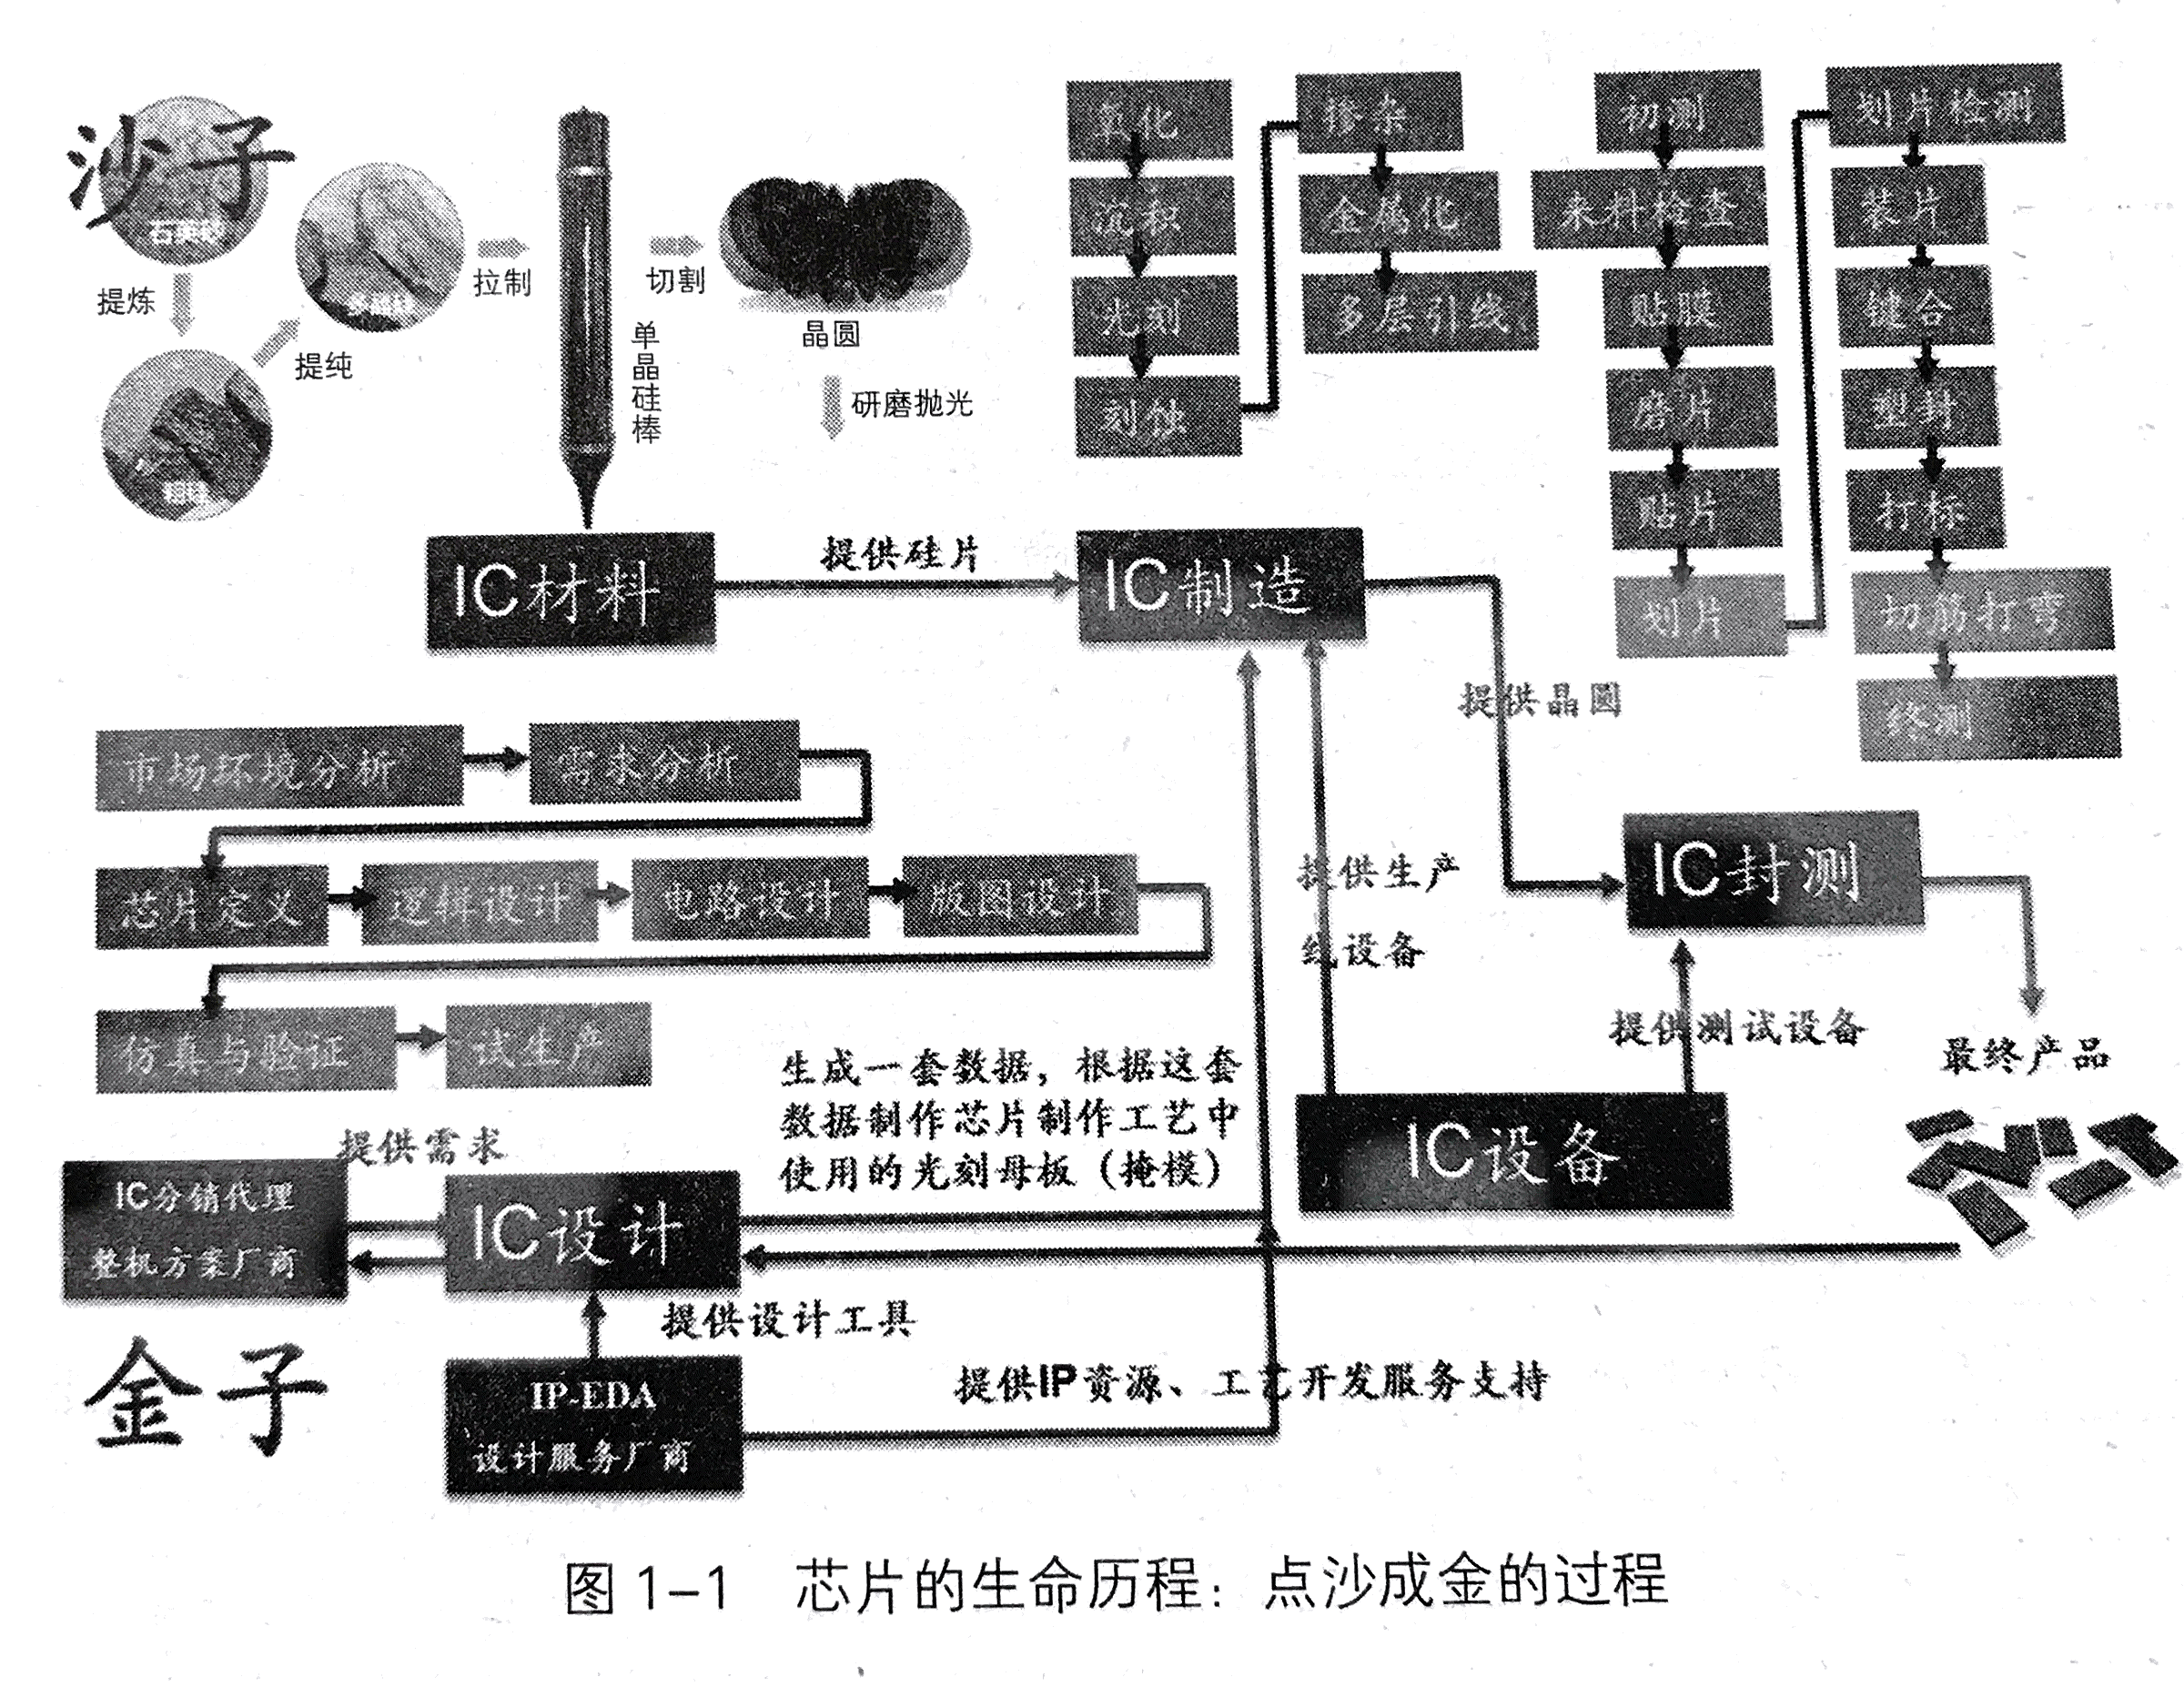 沙子
石英砂
提炼
粗硅
提纯
拉制
单晶硅棒
切割
晶圆
研磨抛光
氧化
沉积
光刻
刻蚀
掺杂
金属化
多层引线
初测
来料检查
贴膜
磨片
贴片
划片
划片检测
装片
键合
塑封
打标
切筋打弯
终测
IC材料
提供硅片
IC制造
提供晶圆
市场环境分析
需求分析
芯片定义
逻辑设计
电路设计
版图设计
仿真与验证
试生产
提供生产
线设备
IC封测
提供测试设备
最终产品
生成一套数据，根据这套
数据制作芯片制作工艺中
使用的光刻母板（掩模）
IC设备
提供需求
IC分销代理
整机方案厂商
IC设计
提供设计工具
金子
IP-EDA
设计服务厂商
提供IP资源、工艺开发服务支持
图 1-1 芯片的生命历程：点沙成金的过程